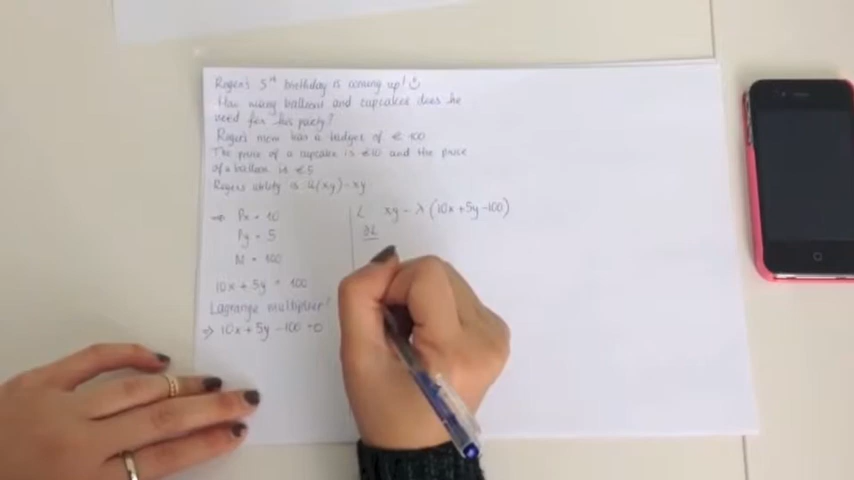 Roger's 5th birthday is coming up! :)
How many balloons and cupcakes does he
need for his party?
Roger's mom has a budget of € 100
The price of a cupcake is €10 and the price
of a balloon is €5
Rogers utility is U(xy)=xy
⇒ Px = 10
Py = 5
M = 100
10x + 5y = 100
Lagrange multiplier?
⇒ 10x + 5y - 100 = 0
L xy - λ (10x + 5y - 100)
∂L